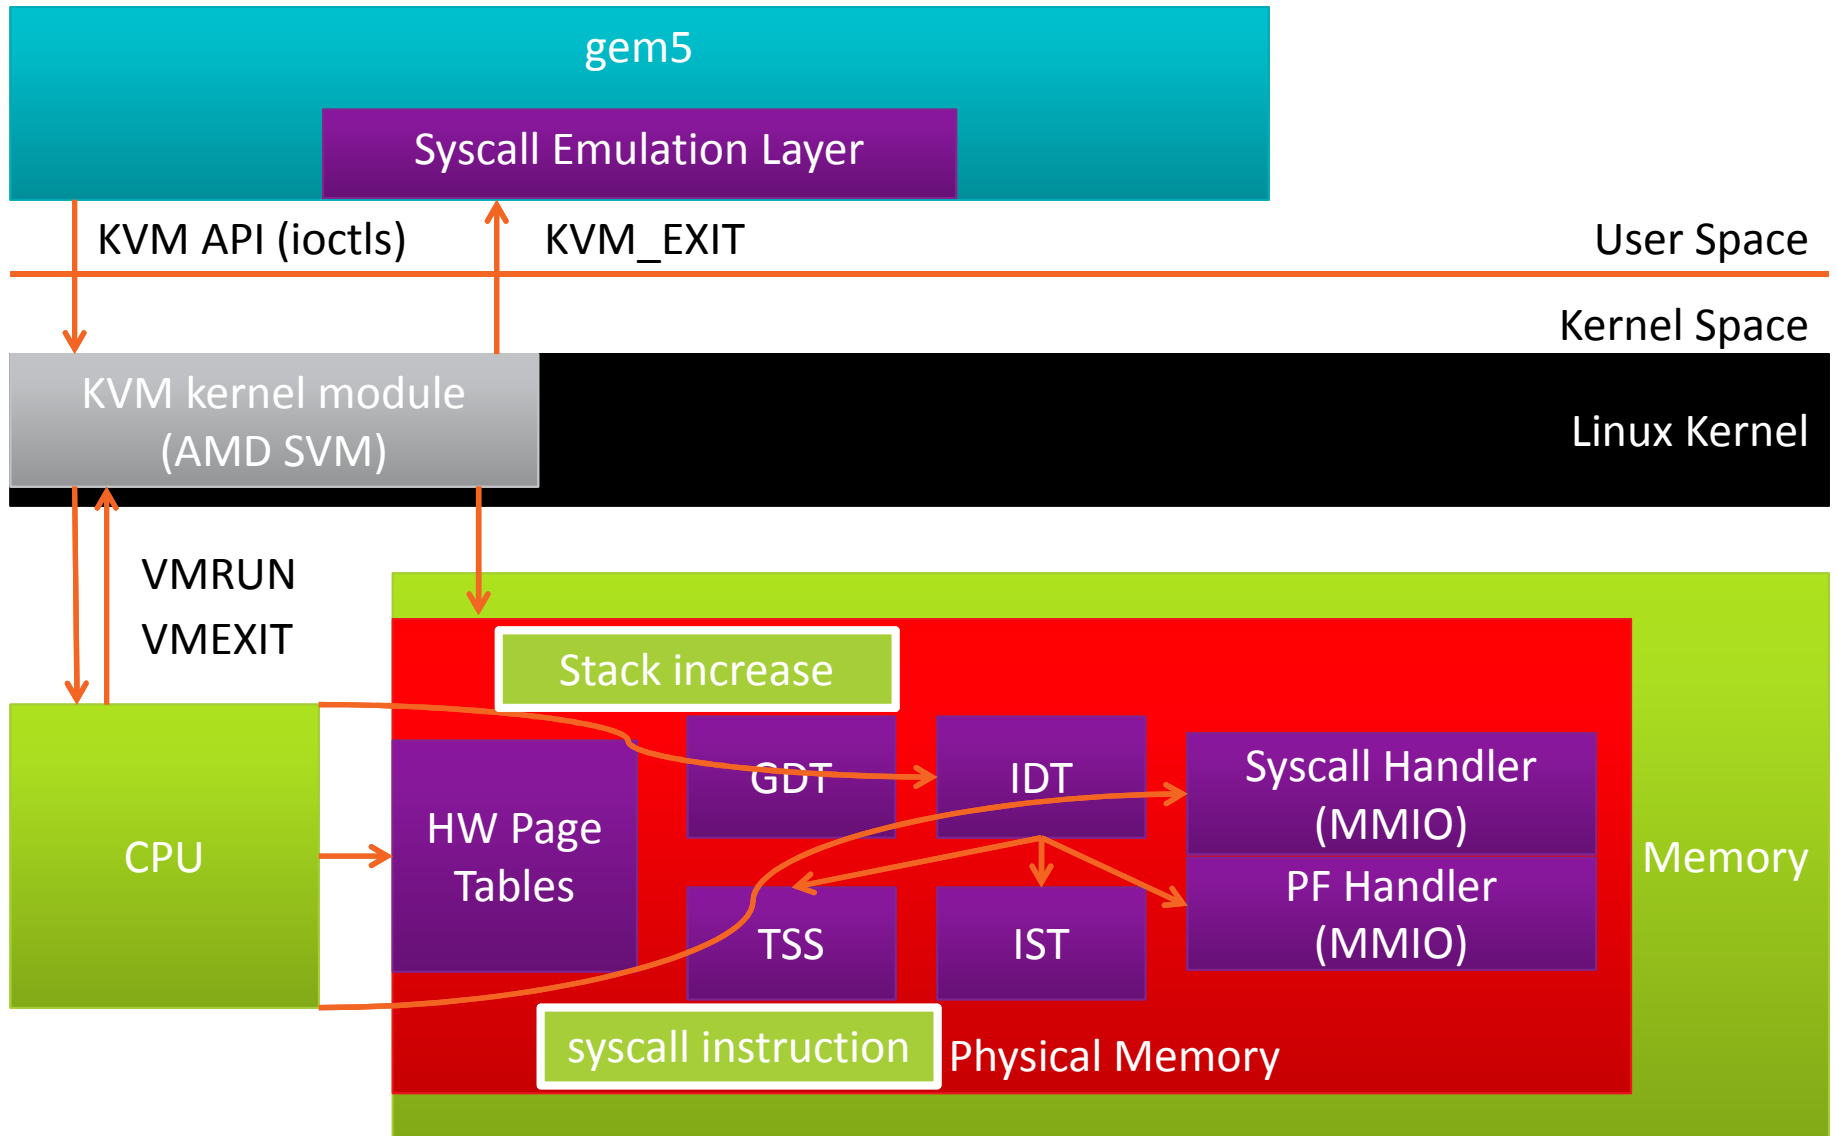 gem5
Syscall Emulation Layer
KVM API (ioctls)
KVM_EXIT
User Space
Kernel Space
KVM kernel module
(AMD SVM)
Linux Kernel
VMRUN
VMEXIT
Stack increase
GDT
IDT
Syscall Handler
(MMIO)
CPU
HW Page
Tables
Memory
PF Handler
(MMIO)
TSS
IST
syscall instruction
Physical Memory